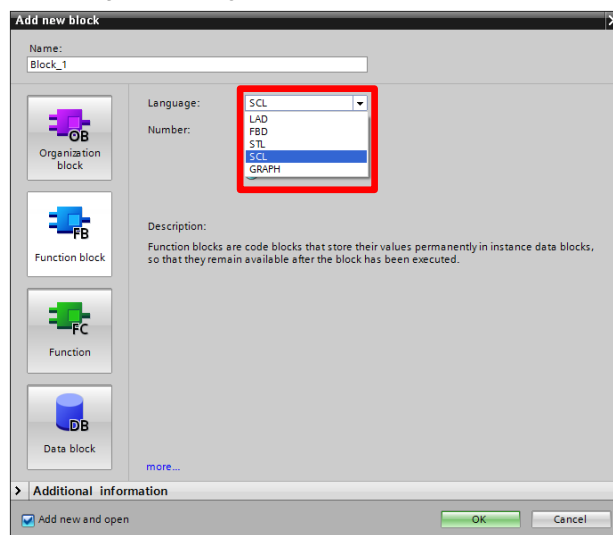 Add new block
Name:
Block_1
Language:
SCL
LAD
FBD
STL
SCL
GRAPH
Number:
OB
Organization
block
FB
Function block
FC
Function
DB
Data block
Description:
Function blocks are code blocks that store their values permanently in instance data blocks,
so that they remain available after the block has been executed.
more...
Additional information
Add new and open
OK
Cancel